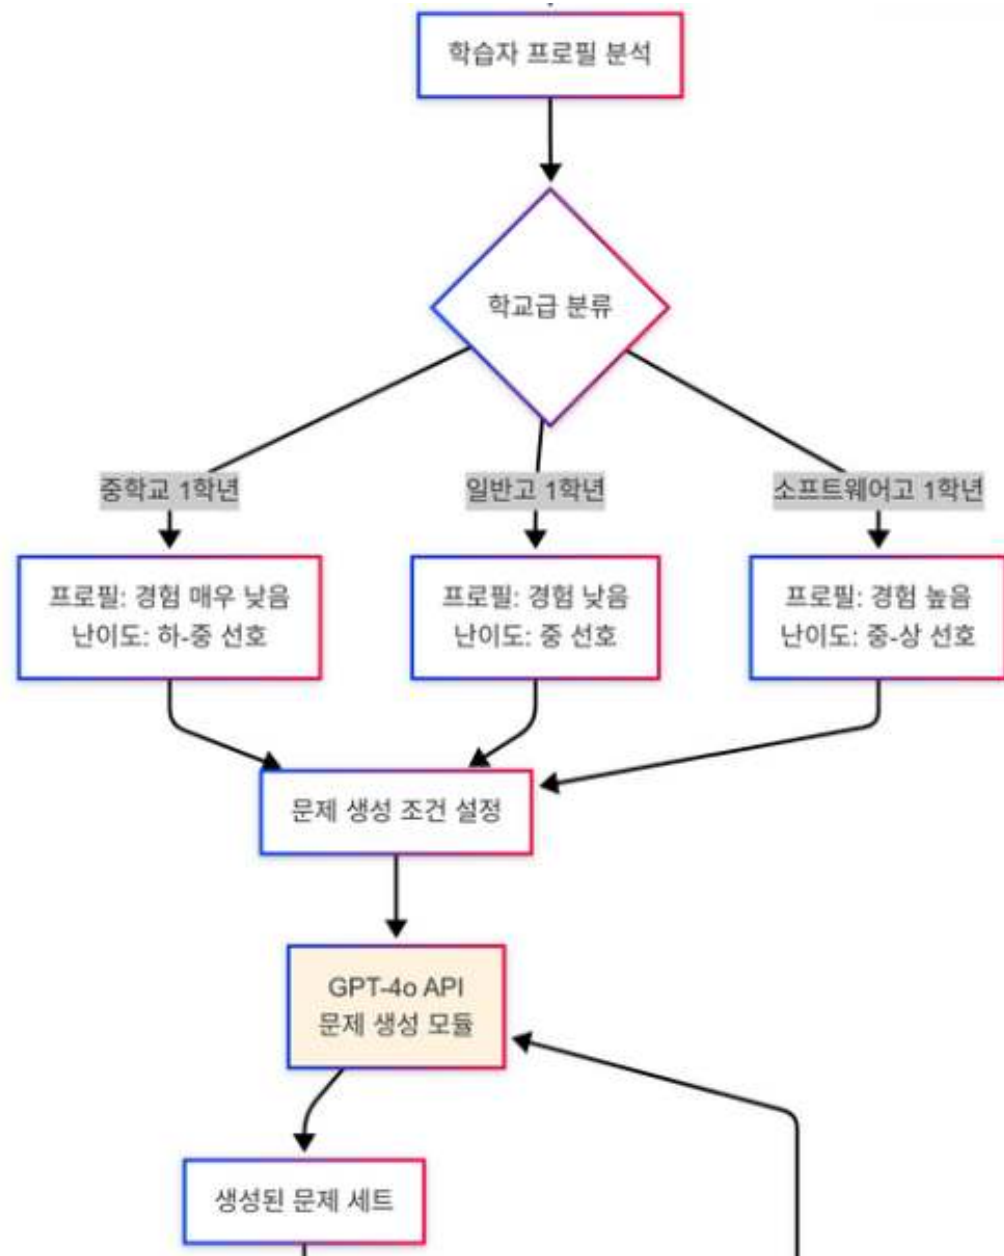 학습자 프로필 분석
학교급 분류
중학교 1학년
일반고 1학년
소프트웨어고 1학년
프로필: 경험 매우 낮음
난이도: 하-중 선호
프로필: 경험 낮음
난이도: 중 선호
프로필: 경험 높음
난이도: 중-상 선호
문제 생성 조건 설정
GPT-4o API
문제 생성 모듈
생성된 문제 세트